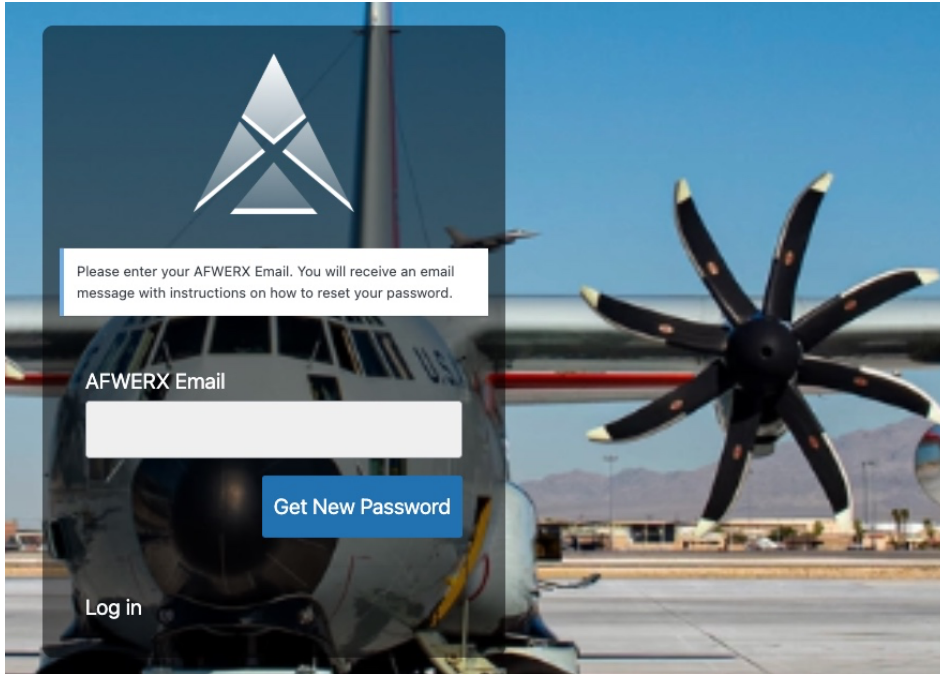 Please enter your AFWERX Email. You will receive an email
message with instructions on how to reset your password.
U.S.
AFWERX Email
Get New Password
Log in